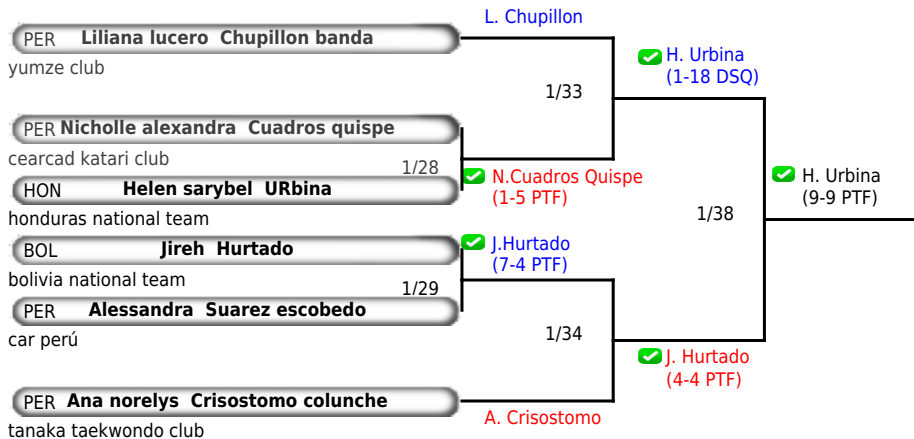 L. Chupillon
PER Liliana lucero Chupillon banda
yumze club
H. Urbina
(1-18 DSQ)
1/33
PER Nicholle alexandra Cuadros quispe
cearcad katari club
1/28
N.Cuadros Quispe
(1-5 PTF)
HON Helen sarybel URbina
honduras national team
H. Urbina
(9-9 PTF)
1/38
BOL Jireh Hurtado
bolivia national team
J.Hurtado
(7-4 PTF)
1/29
PER Alessandra Suarez escobedo
car perú
1/34
J. Hurtado
(4-4 PTF)
PER Ana norelys Crisostomo colunche
tanaka taekwondo club
A. Crisostomo